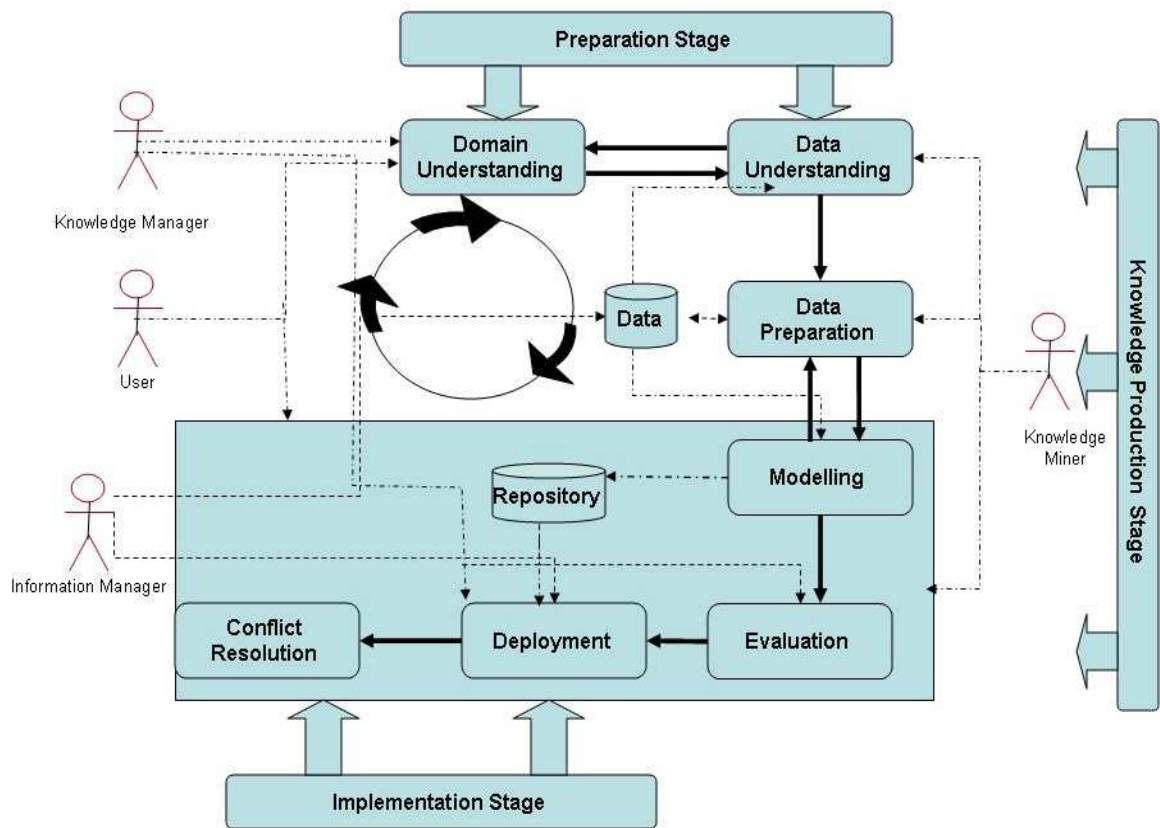 Preparation Stage
Domain
Understanding
Data
Understanding
Knowledge Manager
User
Data
Data
Preparation
Knowledge
Miner
Knowledge Production Stage
Modelling
Repository
Information Manager
Conflict
Resolution
Deployment
Evaluation
Implementation Stage